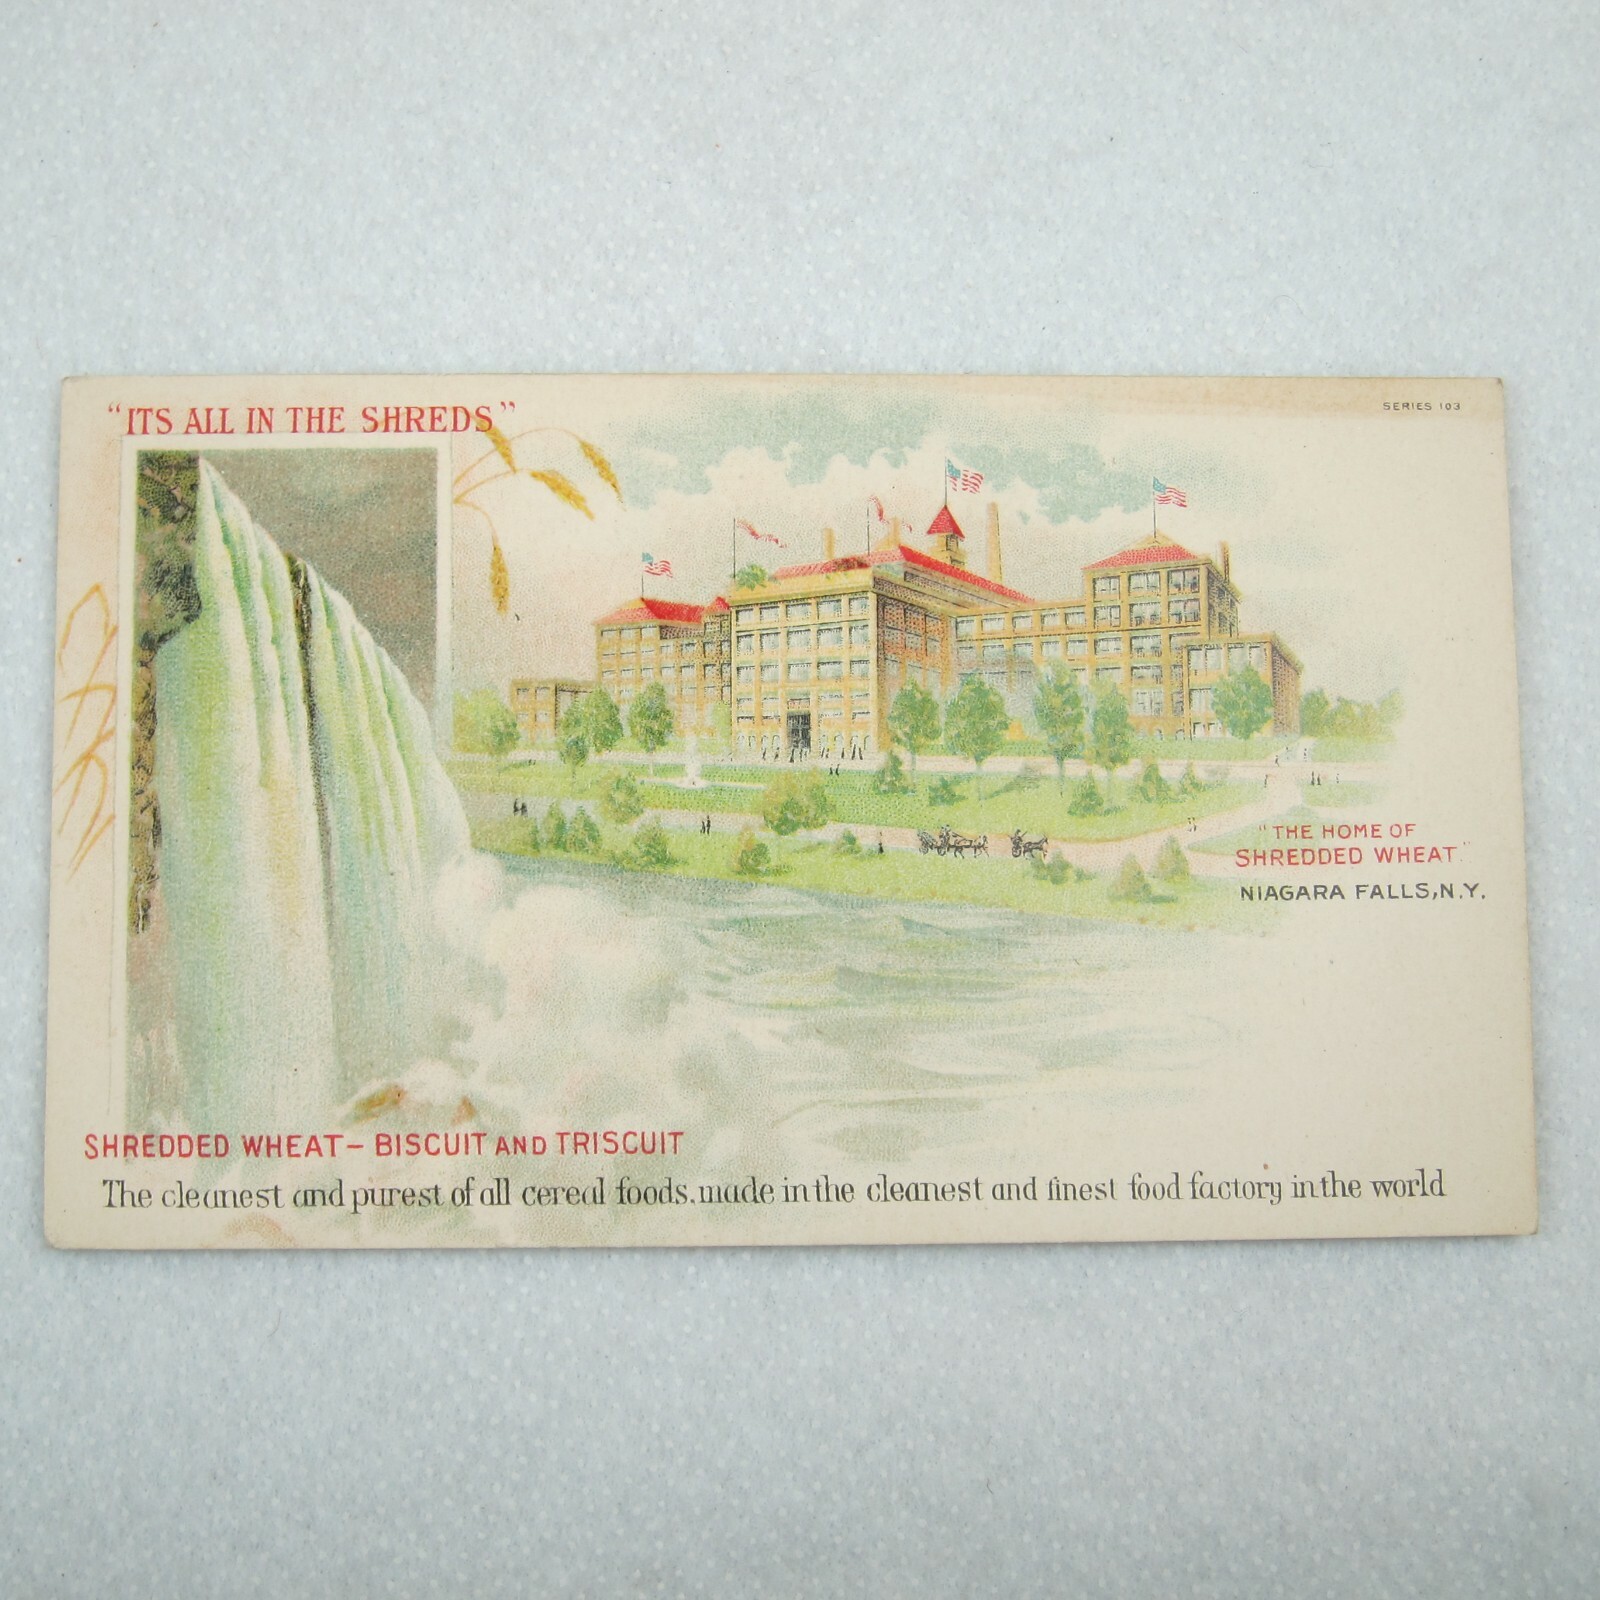 "ITS ALL IN THE SHREDS"
SERIES 103
"THE HOME OF
SHREDDED WHEAT"
NIAGARA FALLS, N.Y.
SHREDDED WHEAT – BISCUIT AND TRISCUIT
The cleanest and purest of all cereal foods. made in the cleanest and finest food factory in the world